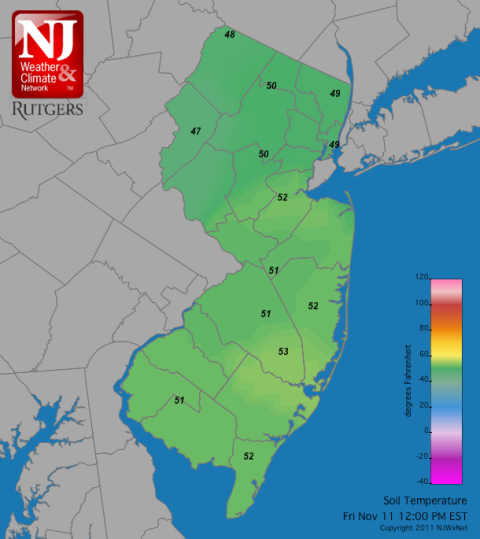 NJ
Weather
&
Climate
Network™
RUTGERS
48
50
49
47
50
49
52
51
52
51
53
51
52
120
100
80
60
40
20
0
-20
-40
degrees Fahrenheit
Soil Temperature
Fri Nov 11 12:00 PM EST
Copyright 2011 NJWxNet